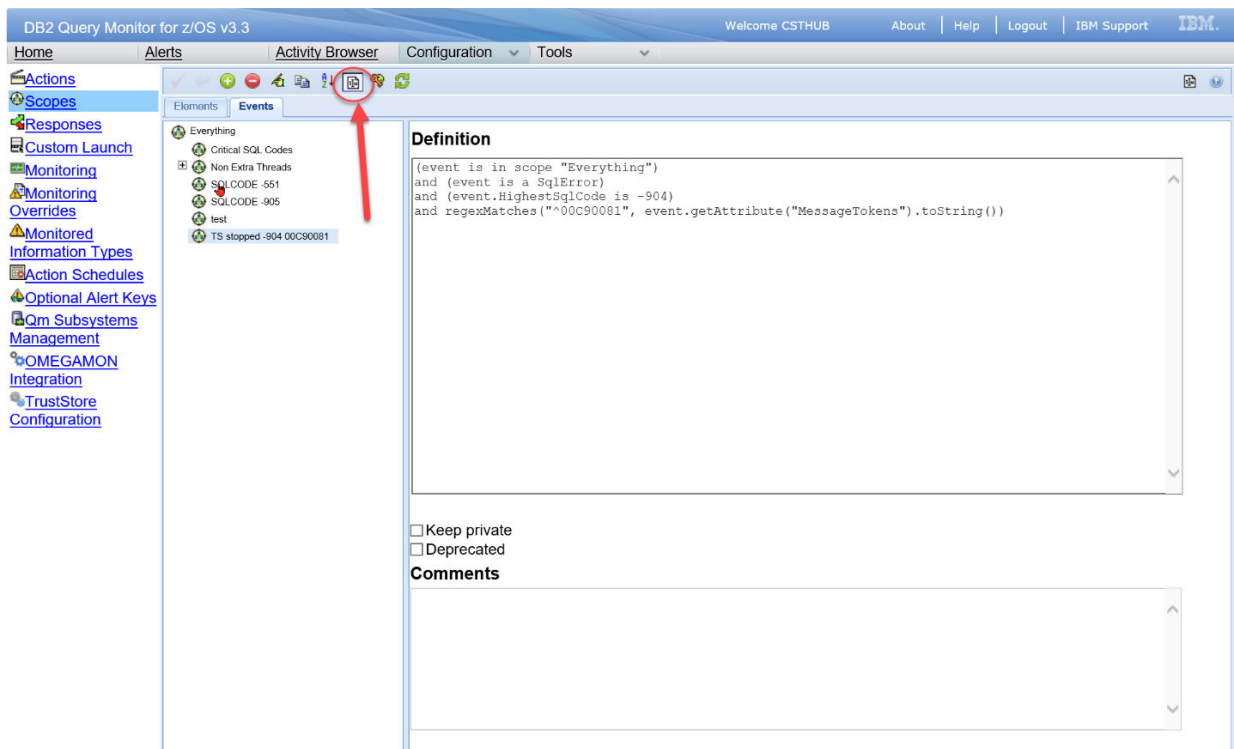 DB2 Query Monitor for z/OS v3.3
Welcome CSTHUB
About
Help
Logout
IBM Support
IBM.
Home
Alerts
Activity Browser
Configuration
Tools
Actions
Scopes
Responses
Custom Launch
Monitoring
Monitoring
Overrides
Monitored
Information Types
Action Schedules
Optional Alert Keys
Qm Subsystems
Management
OMEGAMON
Integration
TrustStore
Configuration
Elements
Events
Everything
Critical SQL Codes
Non Extra Threads
SQLCODE -551
SQLCODE -905
test
TS stopped -904 00C90081
Definition
(event is in scope "Everything")
and (event is a SqlError)
and (event.HighestSqlCode is -904)
and regexMatches("^00C90081", event.getAttribute("MessageTokens").toString())
Keep private
Deprecated
Comments